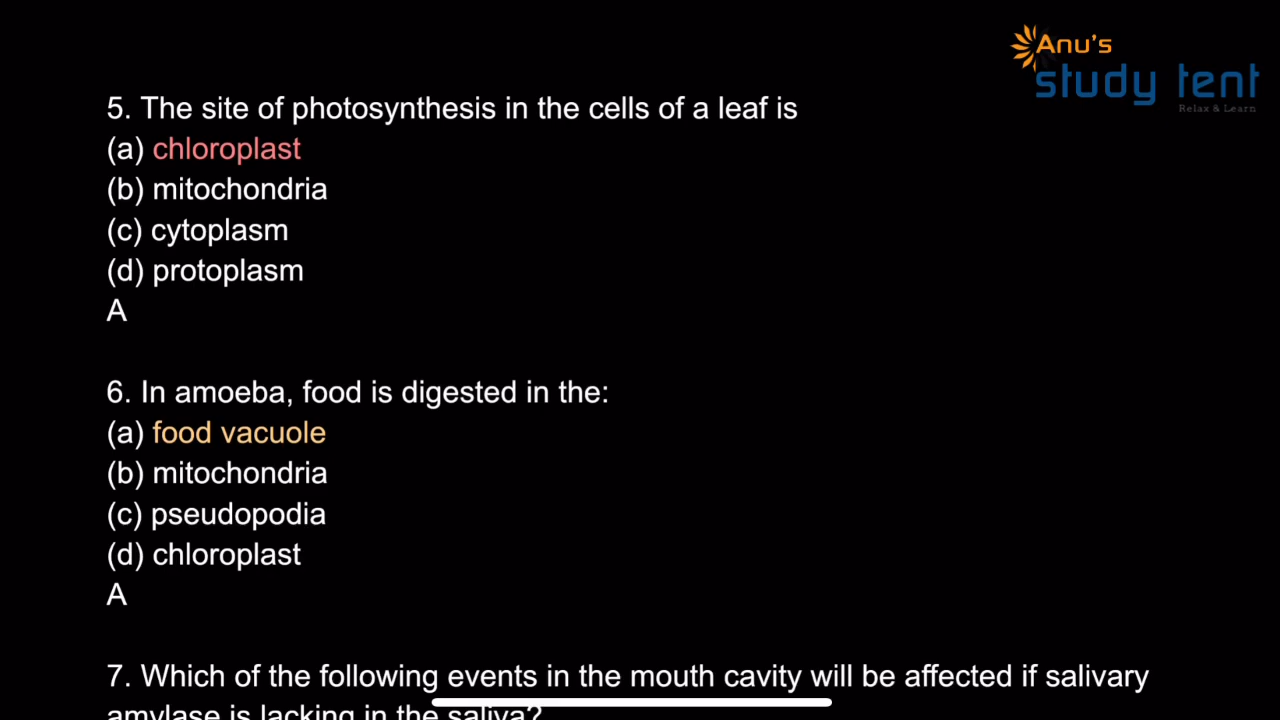 Anu's
study tent
Relax & Learn
5. The site of photosynthesis in the cells of a leaf is
(a) chloroplast
(b) mitochondria
(c) cytoplasm
(d) protoplasm
A
6. In amoeba, food is digested in the:
(a) food vacuole
(b) mitochondria
(c) pseudopodia
(d) chloroplast
A
7. Which of the following events in the mouth cavity will be affected if salivary
amylase is lacking in the saliva?